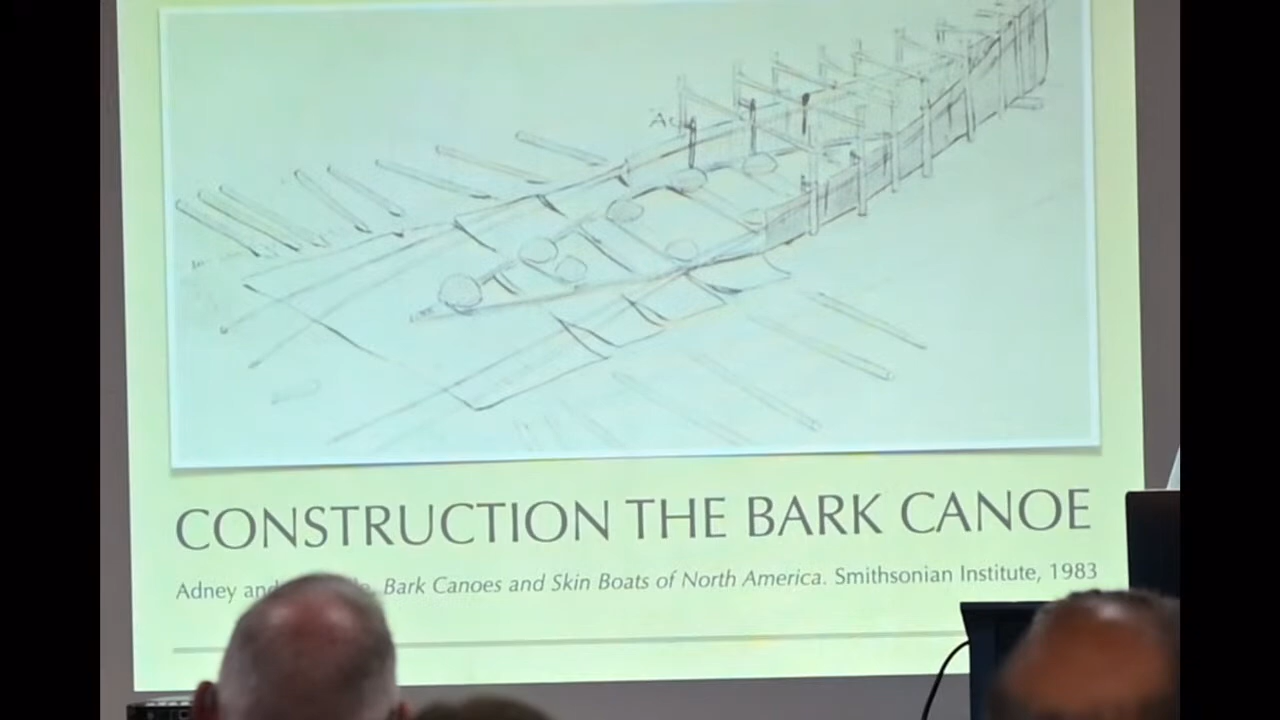 CONSTRUCTION THE BARK CANOE
Adney and Bark Canoes and Skin Boats of North America. Smithsonian Institute, 1983